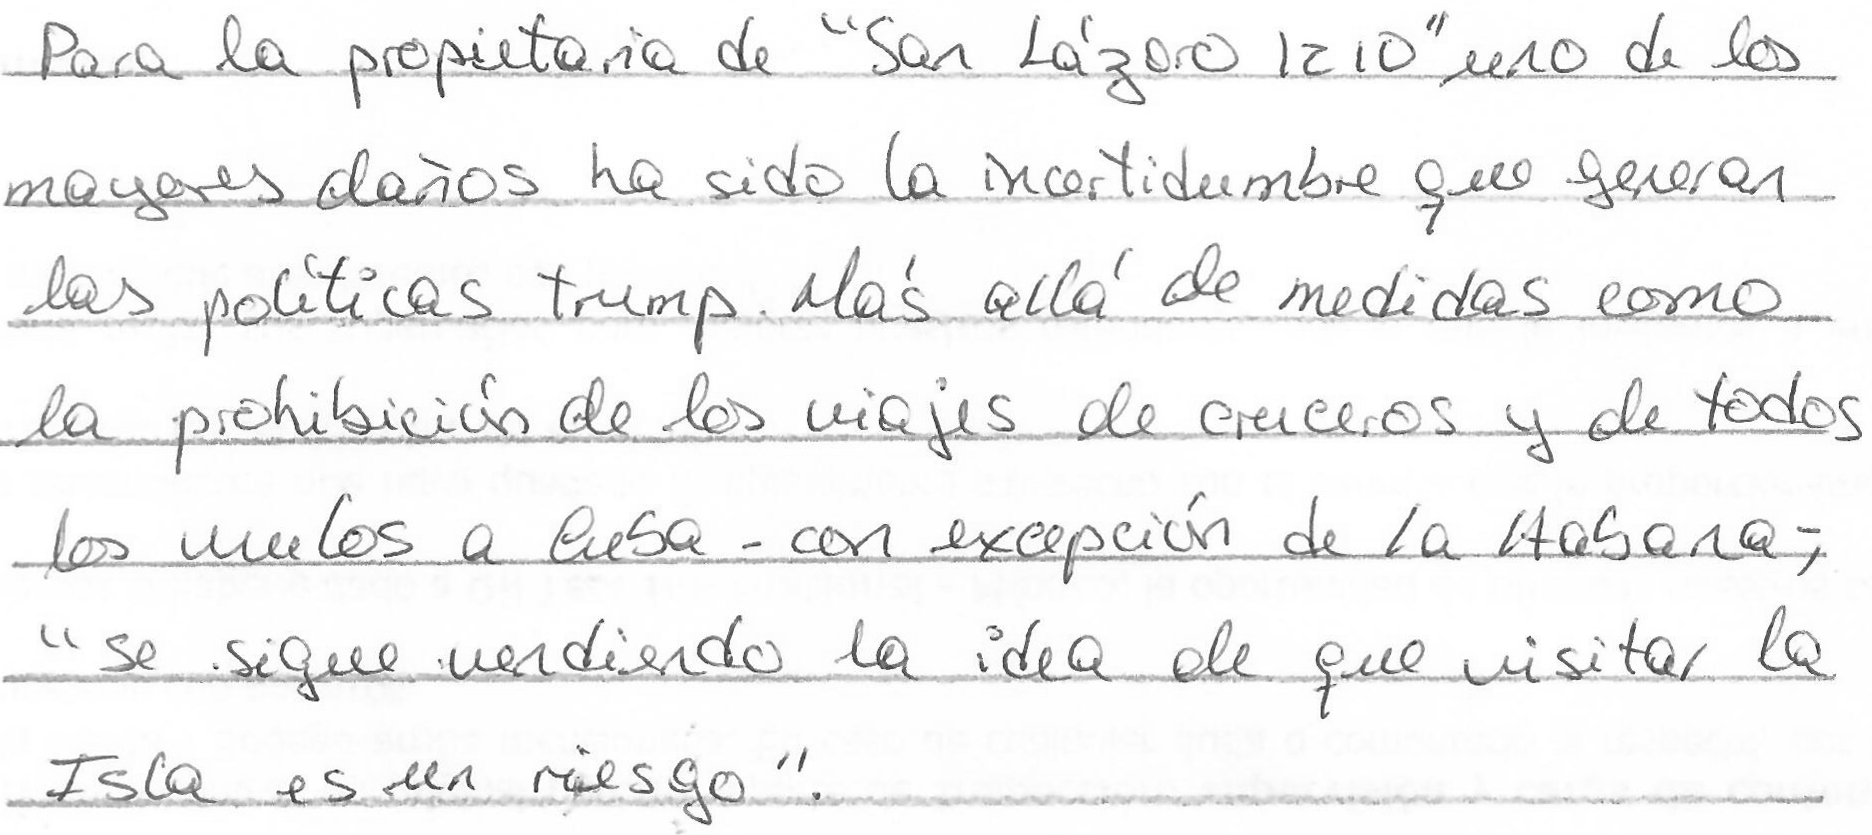 Para la propietaria de "San Lázaro 1210" uno de los
mayores daños ha sido la incertidumbre que generan
las políticas trump. Más allá de medidas como
la prohibición de los viajes de cruceros y de todos
los vuelos a Cuba - con excepción de La Habana-,
"se sigue vendiendo la idea de que visitar la
Isla es un riesgo".